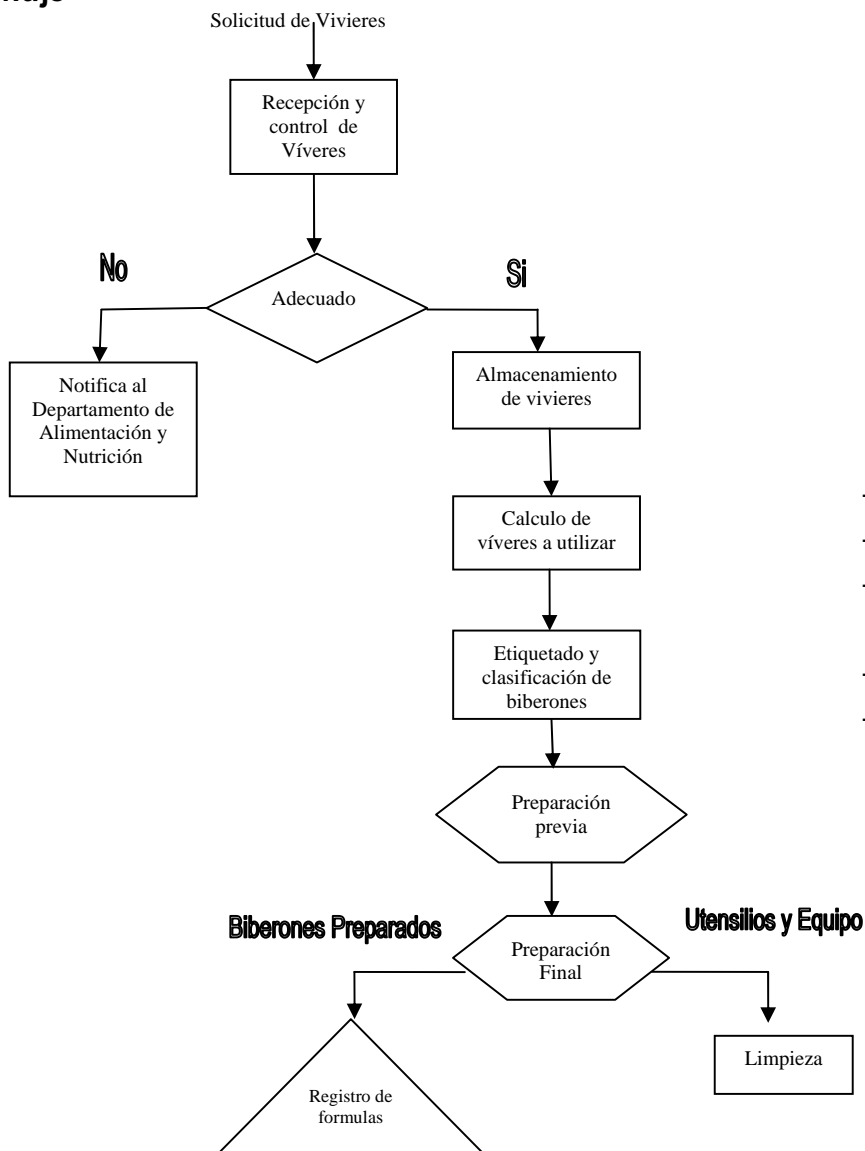 Solicitud de Vivieres
Recepción y
control de
Víveres
No
Adecuado
Si
Notifica al
Departamento de
Alimentación y
Nutrición
Almacenamiento
de vivieres
Calculo de
víveres a utilizar
Etiquetado y
clasificación de
biberones
Preparación
previa
Biberones Preparados
Utensilios y Equipo
Preparación
Final
Limpieza
Registro de
formulas